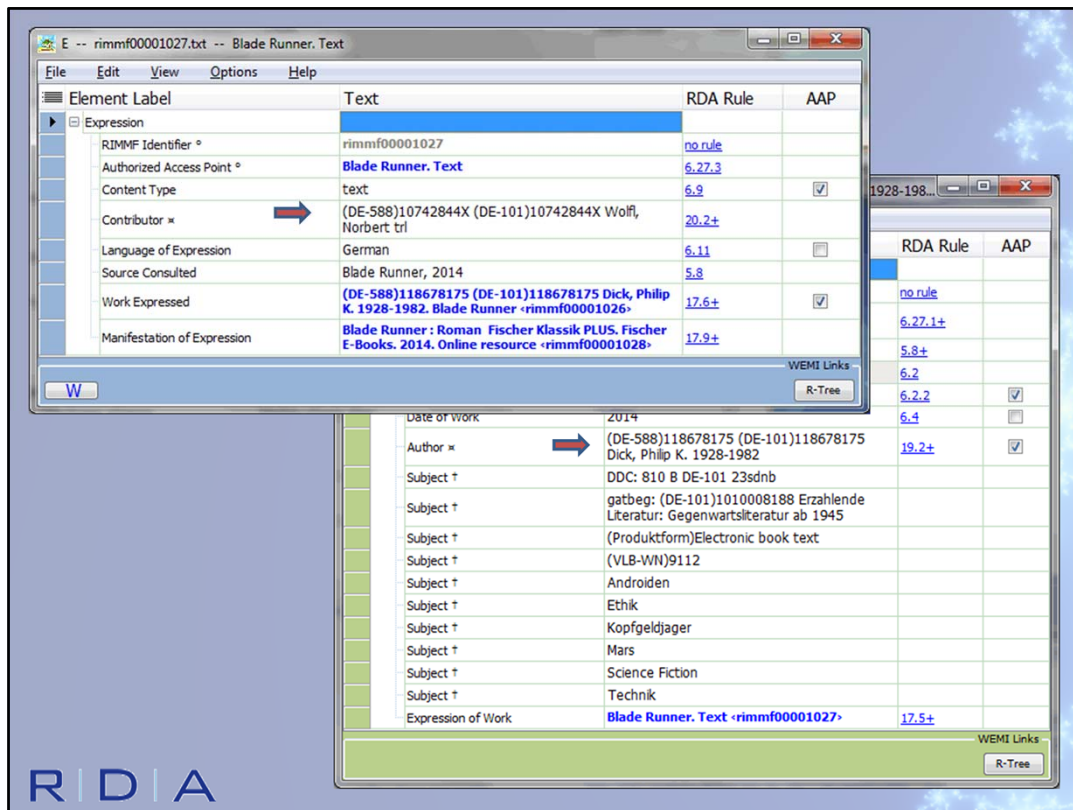 E -- rimmf00001027.txt -- Blade Runner. Text
File Edit View Options Help
Element Label Text RDA Rule AAP
Expression
RIMMF Identifier º rimmf00001027 no rule
Authorized Access Point º Blade Runner. Text 6.27.3
Content Type text 6.9
Contributor ¤ (DE-588)10742844X (DE-101)10742844X Wolfl,
Norbert trl 20.2+
Language of Expression German 6.11
Source Consulted Blade Runner, 2014 5.8
Work Expressed (DE-588)118678175 (DE-101)118678175 Dick, Philip
K. 1928-1982. Blade Runner ‹rimmf00001026› 17.6+
Manifestation of Expression Blade Runner : Roman Fischer Klassik PLUS. Fischer
E-Books. 2014. Online resource ‹rimmf00001028› 17.9+
WEMI Links
W R-Tree
1928-198...
RDA Rule AAP
no rule
6.27.1+
5.8+
6.2
6.2.2
Date of Work 2014 6.4
Author ¤ (DE-588)118678175 (DE-101)118678175
Dick, Philip K. 1928-1982 19.2+
Subject † DDC: 810 B DE-101 23sdnb
Subject † gatbeg: (DE-101)1010008188 Erzahlende
Literatur: Gegenwartsliteratur ab 1945
Subject † (Produktform)Electronic book text
Subject † (VLB-WN)9112
Subject † Androiden
Subject † Ethik
Subject † Kopfgeldjager
Subject † Mars
Subject † Science Fiction
Subject † Technik
Expression of Work Blade Runner. Text ‹rimmf00001027› 17.5+
WEMI Links
R-Tree
R|D|A